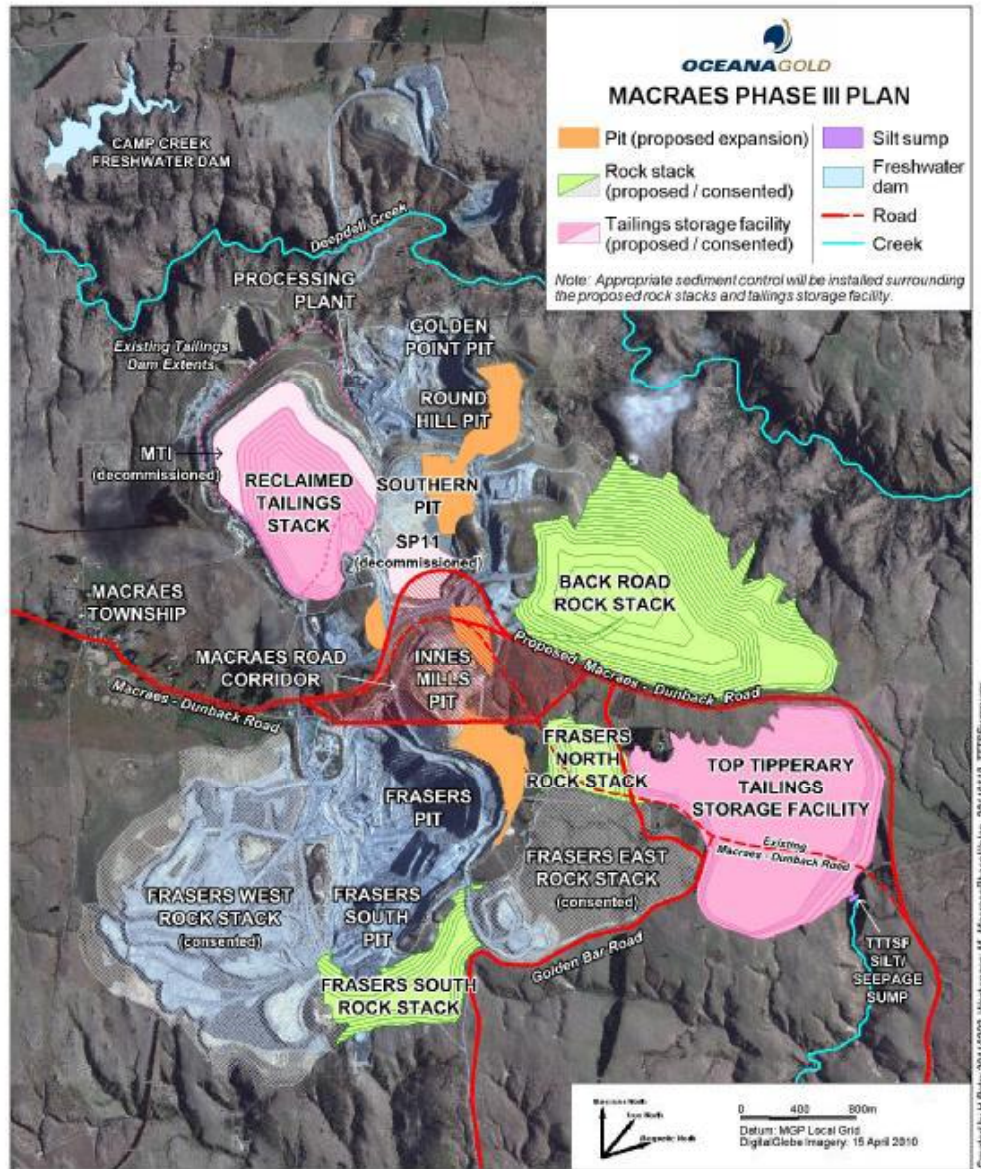 OCEANAGOLD
MACRAES PHASE III PLAN
Pit (proposed expansion)
Rock stack
(proposed / consented)
Tailings storage facility
(proposed / consented)
Silt sump
Freshwater
dam
Road
Creek
Note: Appropriate sediment control will be installed surrounding
the proposed rock stacks and tailings storage facility.
CAMP CREEK
FRESHWATER DAM
Deepdell Creek
PROCESSING
PLANT
Existing Tailings
Dam Extents
GOLDEN
POINT PIT
ROUND
HILL PIT
MTI
(decommissioned)
RECLAIMED
TAILINGS
STACK
SOUTHERN
PIT
SP11
(decommissioned)
BACK ROAD
ROCK STACK
MACRAES
TOWNSHIP
MACRAES ROAD
CORRIDOR
INNES
MILLS
PIT
Proposed Macraes - Dunback Road
Macraes - Dunback Road
FRASERS
NORTH
ROCK STACK
TOP TIPPERARY
TAILINGS
STORAGE FACILITY
FRASERS
PIT
Existing
Macraes - Dunback Road
FRASERS EAST
ROCK STACK
(consented)
FRASERS WEST
ROCK STACK
(consented)
FRASERS
SOUTH
PIT
Golden Bar Road
TTTSF
SILT/
SEEPAGE
SUMP
FRASERS SOUTH
ROCK STACK
True North
Magnetic North
0 400 800m
Datum: MGP Local Grid
DigitalGlobe Imagery: 15 April 2010